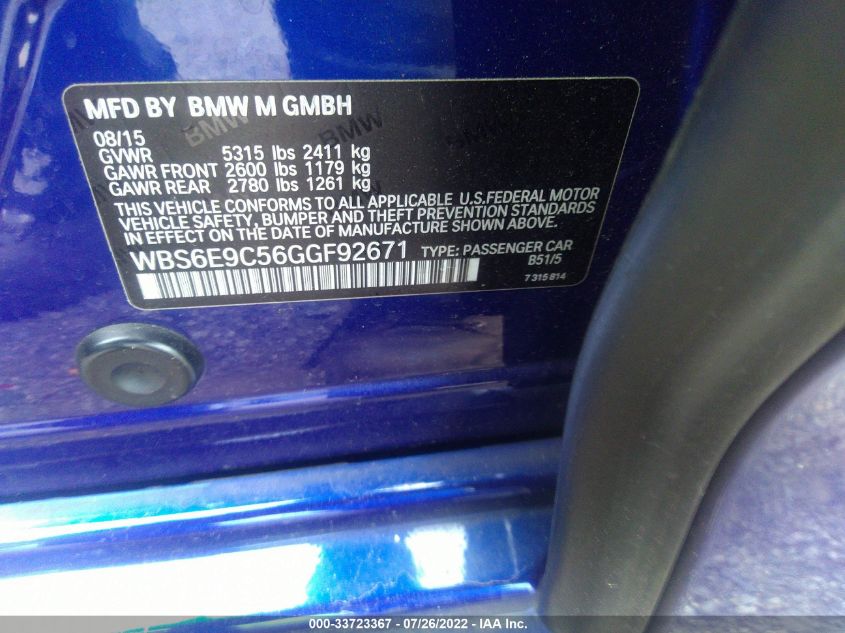 MFD BY BMW M GMBH
08/15
GVWR 5315 lbs 2411 kg
GAWR FRONT 2600 lbs 1179 kg
GAWR REAR 2780 lbs 1261 kg
THIS VEHICLE CONFORMS TO ALL APPLICABLE U.S.FEDERAL MOTOR
VEHICLE SAFETY, BUMPER AND THEFT PREVENTION STANDARDS
IN EFFECT ON THE DATE OF MANUFACTURE SHOWN ABOVE.
WBS6E9C56GGF92671 TYPE: PASSENGER CAR
B51/5
7315814
BMW
BMW
000-33723367 - 07/26/2022 - IAA Inc.